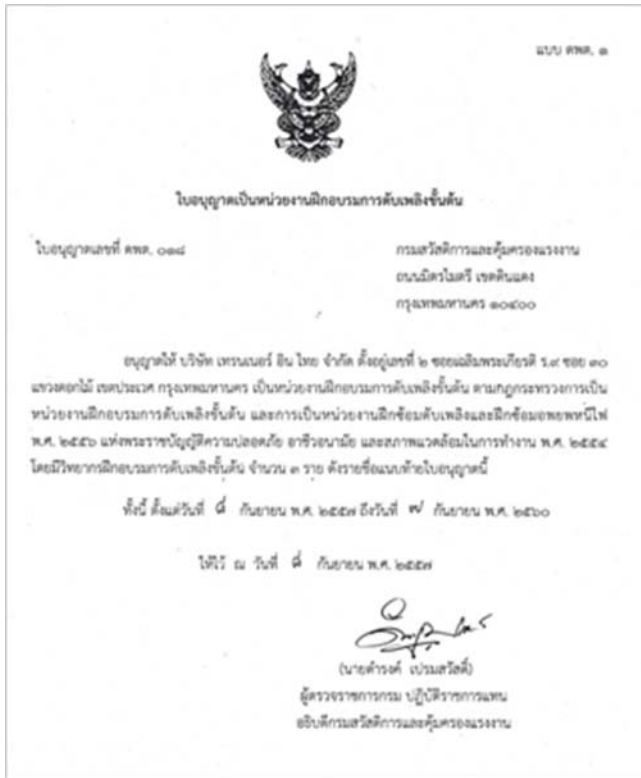 แบบ ดพต. ๑
ใบอนุญาตเป็นหน่วยงานฝึกอบรมการดับเพลิงขั้นต้น
ใบอนุญาตเลขที่ ดพต. ๐๑๘
กรมสวัสดิการและคุ้มครองแรงงาน
ถนนมิตรไมตรี เขตดินแดง
กรุงเทพมหานคร ๑๐๔๐๐
อนุญาตให้ บริษัท เทรนเนอร์ อิน ไทย จำกัด ตั้งอยู่เลขที่ ๒ ซอยเฉลิมพระเกียรติ ร.๙ ซอย ๓๐
แขวงดอกไม้ เขตประเวศ กรุงเทพมหานคร เป็นหน่วยงานฝึกอบรมการดับเพลิงขั้นต้น ตามกฎกระทรวงการเป็น
หน่วยงานฝึกอบรมการดับเพลิงขั้นต้น และการเป็นหน่วยงานฝึกซ้อมดับเพลิงและฝึกซ้อมอพยพหนีไฟ
พ.ศ. ๒๕๕๖ แห่งพระราชบัญญัติความปลอดภัย อาชีวอนามัย และสภาพแวดล้อมในการทำงาน พ.ศ. ๒๕๕๔
โดยมีวิทยากรฝึกอบรมการดับเพลิงขั้นต้น จำนวน ๓ ราย ดังรายชื่อแนบท้ายใบอนุญาตนี้
ทั้งนี้ ตั้งแต่วันที่ ๘ กันยายน พ.ศ. ๒๕๕๗ ถึงวันที่ ๗ กันยายน พ.ศ. ๒๕๖๐
ให้ไว้ ณ วันที่ ๘ กันยายน พ.ศ. ๒๕๕๗
(นายดำรงค์ เปรมสวัสดิ์)
ผู้ตรวจราชการกรม ปฏิบัติราชการแทน
อธิบดีกรมสวัสดิการและคุ้มครองแรงงาน